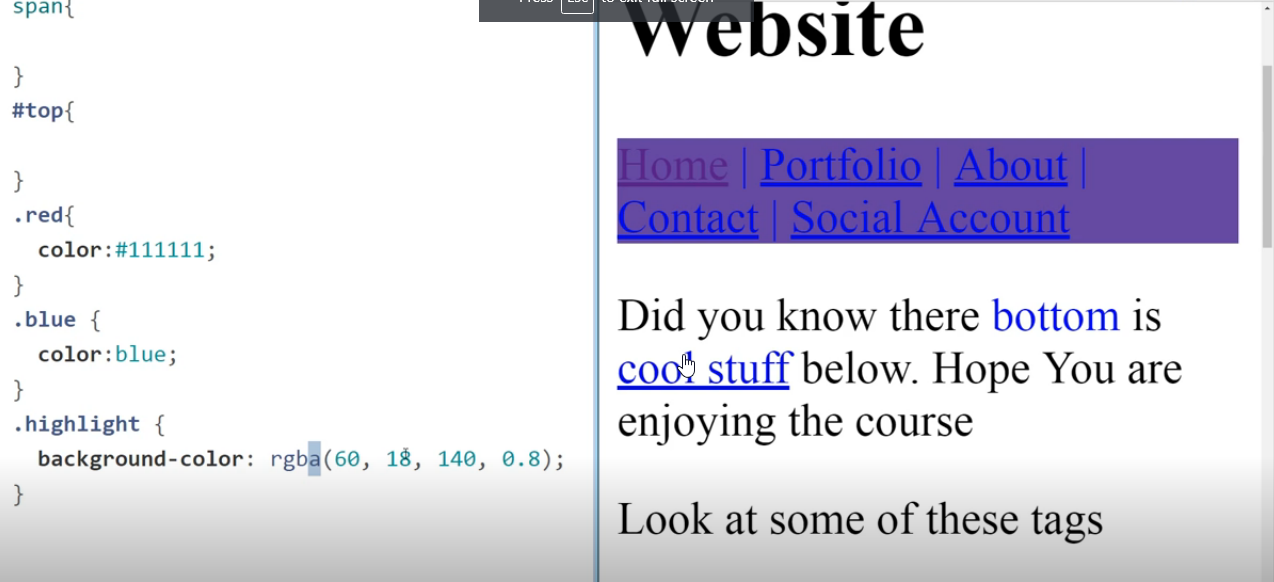 span{
}
#top{
}
.red{
color:#111111;
}
.blue {
color:blue;
}
.highlight {
background-color: rgba(60, 18, 140, 0.8);
}
Press Esc to exit full screen
Website
Home | Portfolio | About |
Contact | Social Account
Did you know there bottom is
cool stuff below. Hope You are
enjoying the course
Look at some of these tags